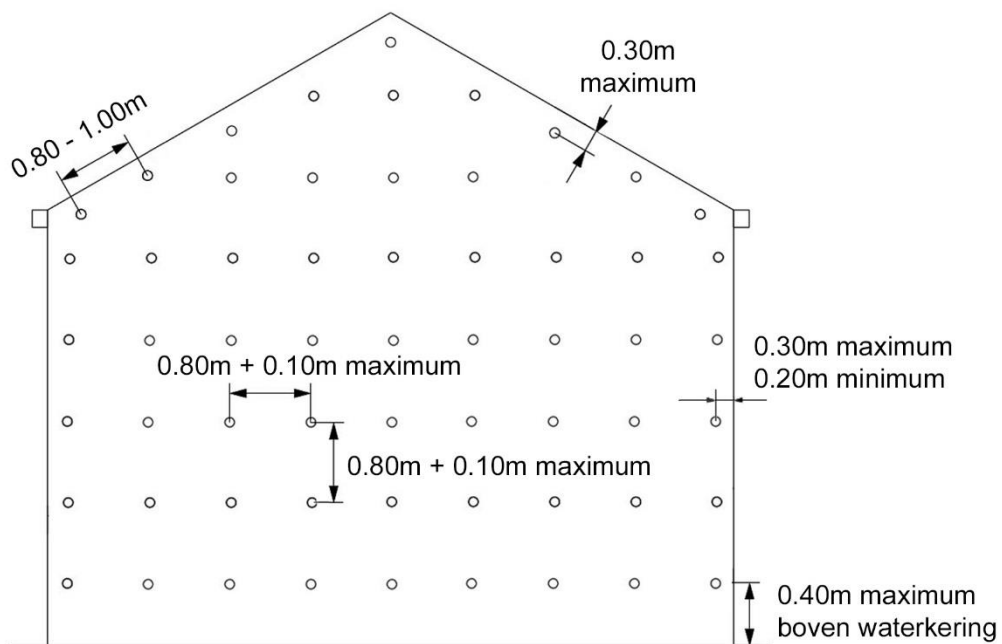 0.30m
maximum
0.80 - 1.00m
0.80m + 0.10m maximum
0.30m maximum
0.20m minimum
0.80m + 0.10m maximum
0.40m maximum
boven waterkering